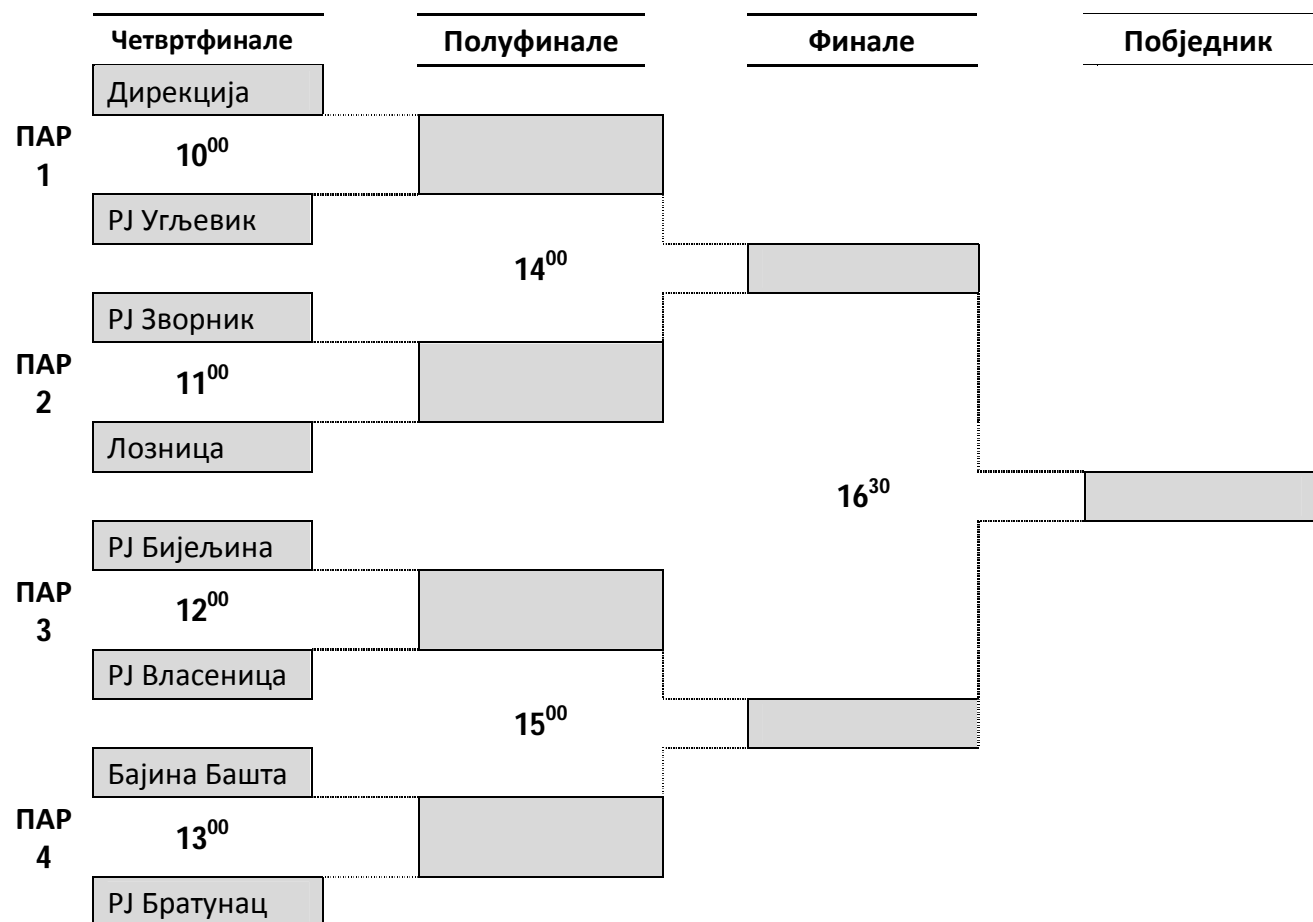 Четвртфинале Полуфинале Финале Побједник
Дирекција
ПАР
1
10⁰⁰
РЈ Угљевик
14⁰⁰
РЈ Зворник
ПАР
2
11⁰⁰
Лозница
16³⁰
РЈ Бијељина
ПАР
3
12⁰⁰
РЈ Власеница
15⁰⁰
Бајина Башта
ПАР
4
13⁰⁰
РЈ Братунац